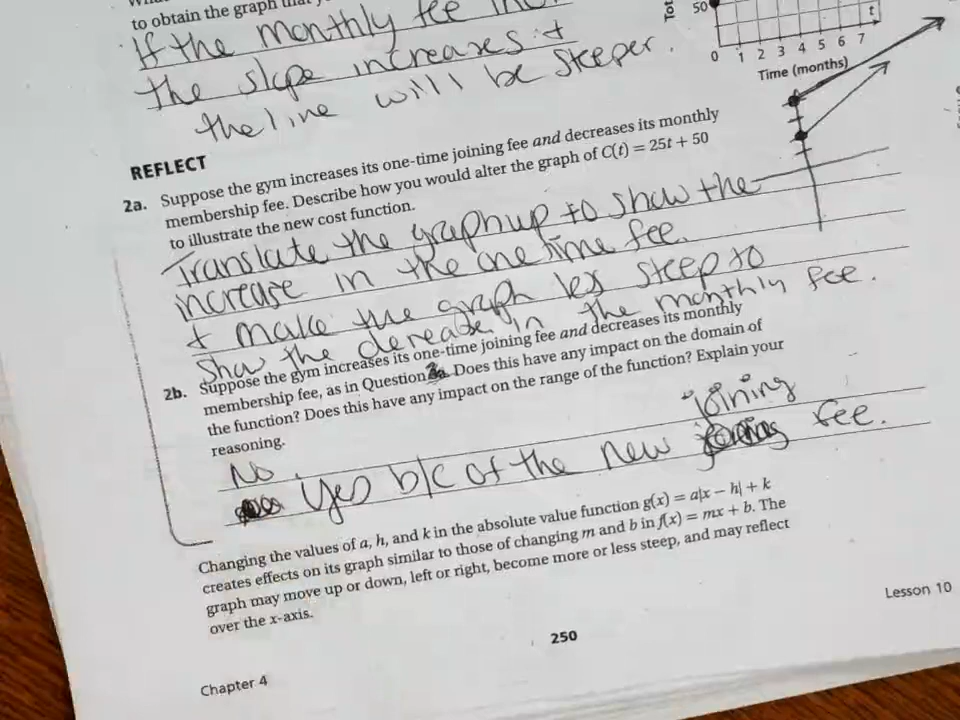 to obtain the graph that
If the monthly fee
the slope increases +
the line will be steeper.
50
0 1 2 3 4 5 6 7
t
Time (months)
REFLECT
2a. Suppose the gym increases its one-time joining fee and decreases its monthly
membership fee. Describe how you would alter the graph of C(t) = 25t + 50
to illustrate the new cost function.
Translate the graph up to show the
increase in the one time fee.
+ make the graph les steep to
show the derease in the monthly fee.
2b. Suppose the gym increases its one-time joining fee and decreases its monthly
membership fee, as in Question 2a. Does this have any impact on the domain of
the function? Does this have any impact on the range of the function? Explain your
reasoning.
No.
joining
Yes b/c of the new fee.
Changing the values of a, h, and k in the absolute value function g(x) = a|x − h| + k
creates effects on its graph similar to those of changing m and b in f(x) = mx + b. The
graph may move up or down, left or right, become more or less steep, and may reflect
over the x-axis.
Lesson 10
250
Chapter 4